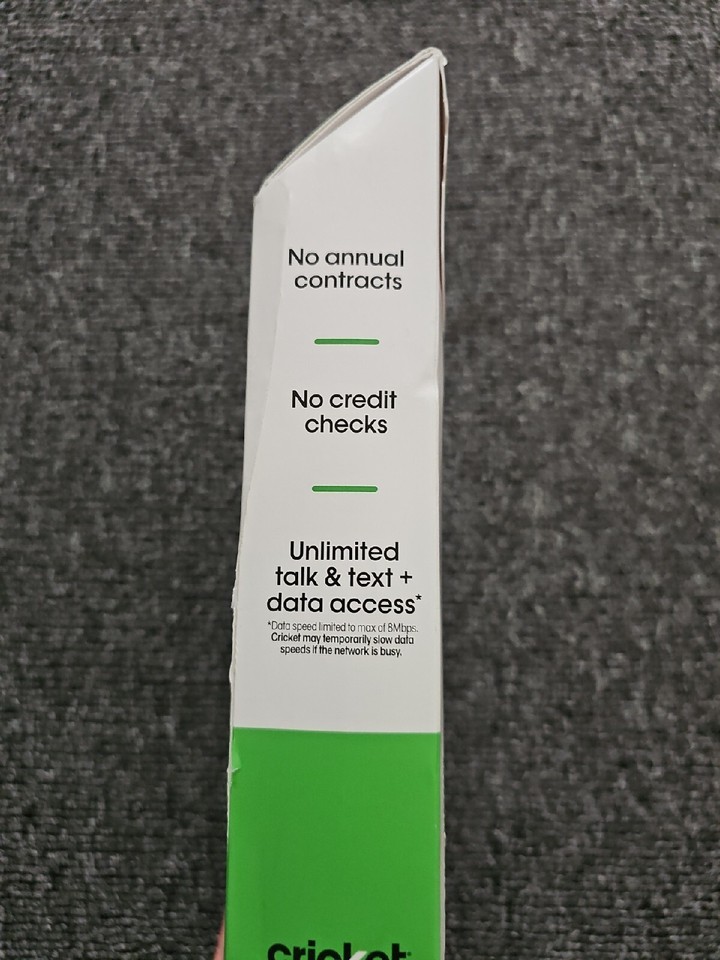 No annual
contracts
No credit
checks
Unlimited
talk & text +
data access*
*Data speed limited to max of 8Mbps.
Cricket may temporarily slow data
speeds if the network is busy.
cricket